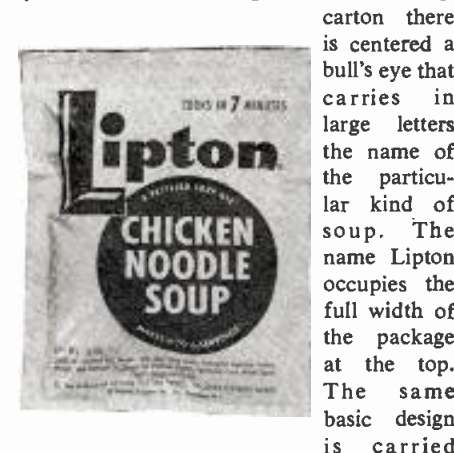 carton there
is centered a
bull's eye that
carries in
large letters
the name of
the particu-
lar kind of
soup. The
name Lipton
occupies the
full width of
the package
at the top.
The same
basic design
is carried
COOKS IN 7 MINUTES
Lipton
CHICKEN
NOODLE
SOUP